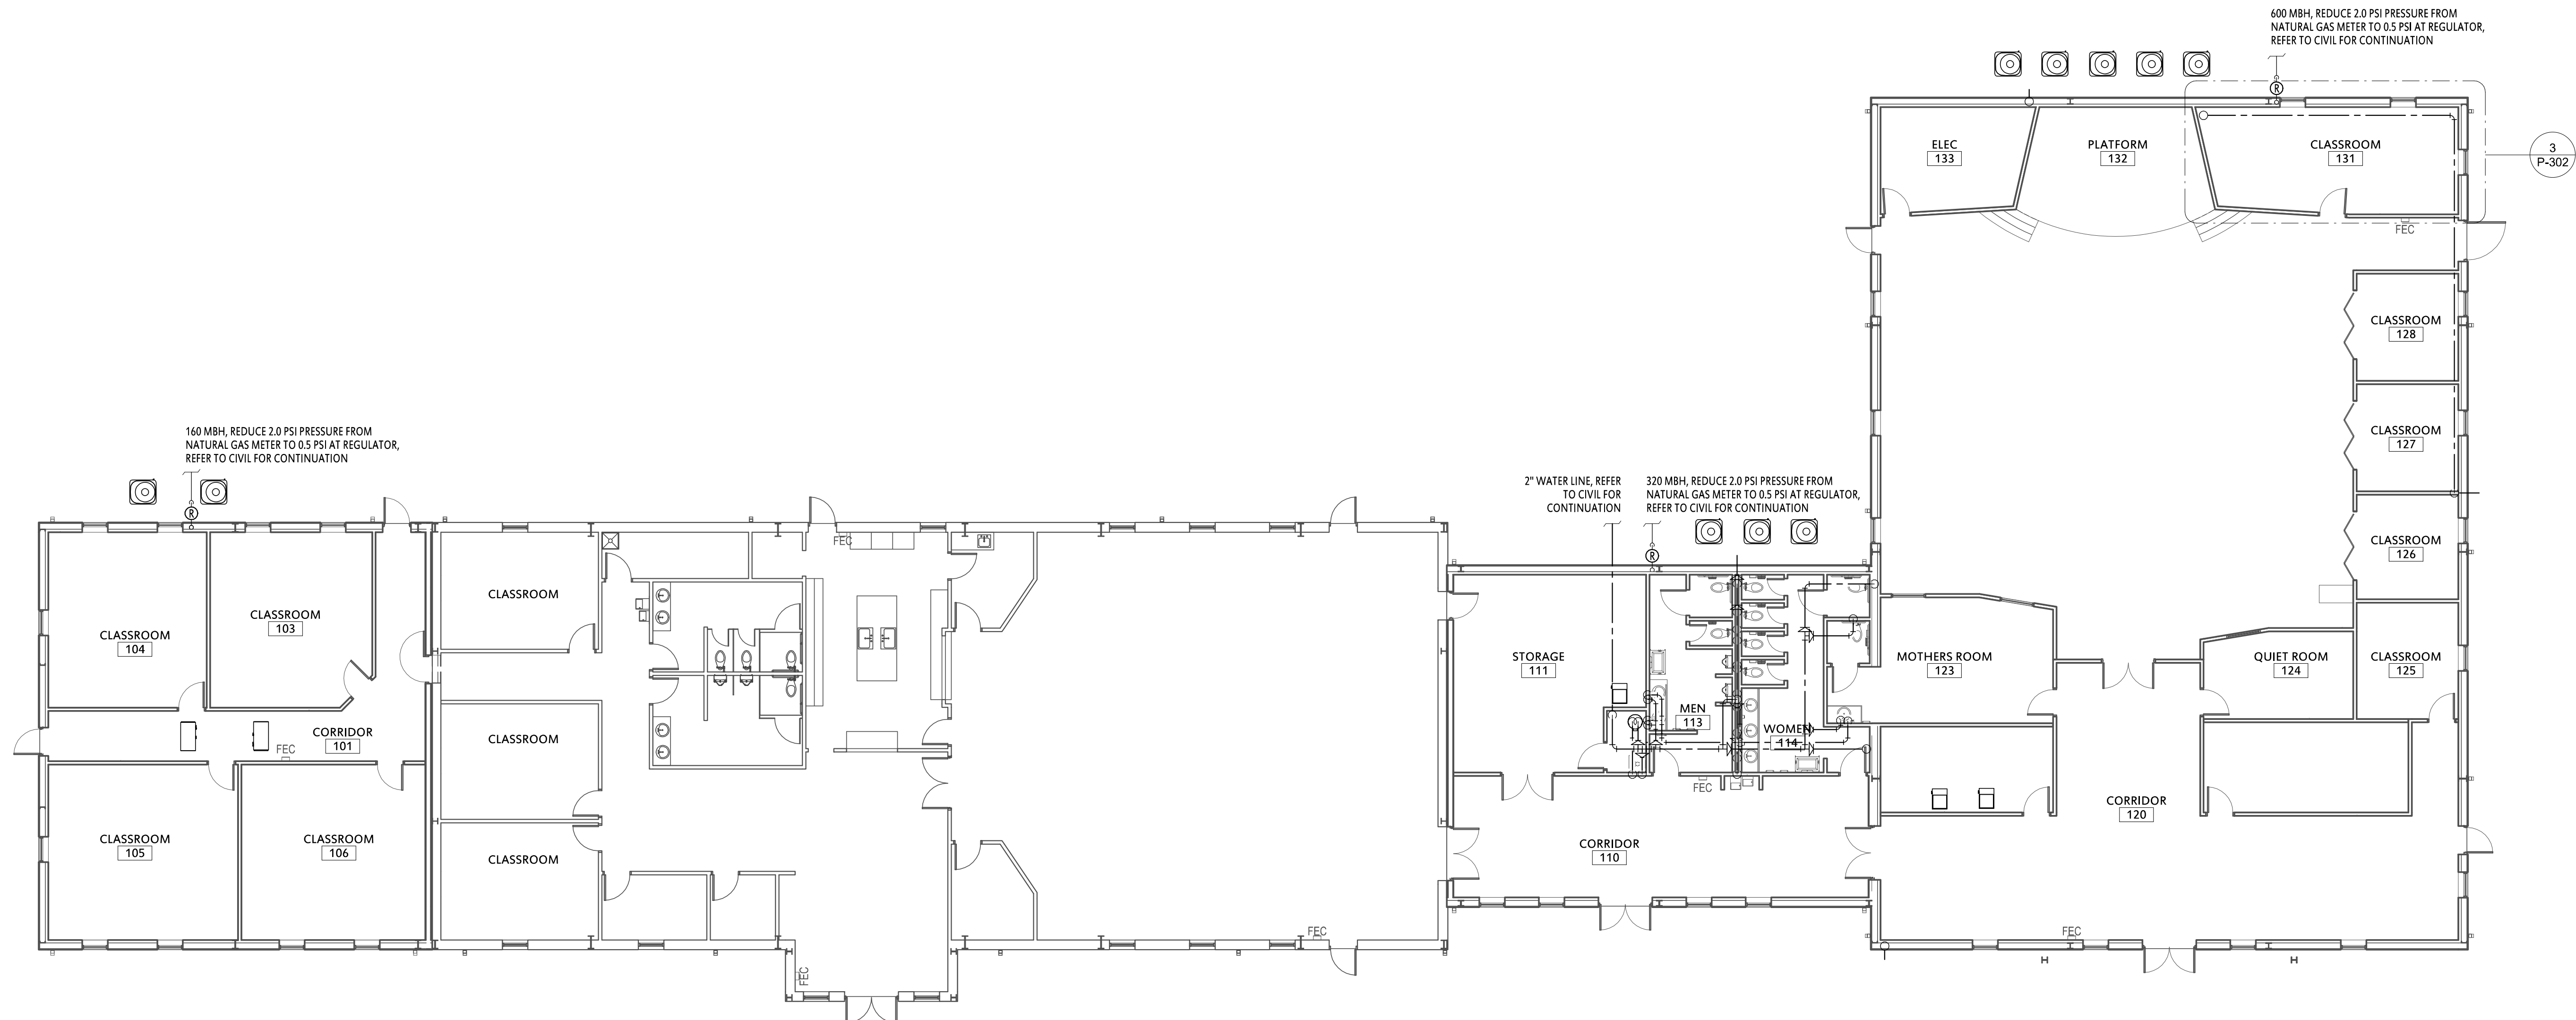 600 MBH, REDUCE 2.0 PSI PRESSURE FROM
NATURAL GAS METER TO 0.5 PSI AT REGULATOR,
REFER TO CIVIL FOR CONTINUATION
R
3
P-302
ELEC
133
PLATFORM
132
CLASSROOM
131
FEC
CLASSROOM
128
CLASSROOM
127
CLASSROOM
126
160 MBH, REDUCE 2.0 PSI PRESSURE FROM
NATURAL GAS METER TO 0.5 PSI AT REGULATOR,
REFER TO CIVIL FOR CONTINUATION
R
2" WATER LINE, REFER
TO CIVIL FOR
CONTINUATION
320 MBH, REDUCE 2.0 PSI PRESSURE FROM
NATURAL GAS METER TO 0.5 PSI AT REGULATOR,
REFER TO CIVIL FOR CONTINUATION
R
FEC
CLASSROOM
CLASSROOM
103
CLASSROOM
104
STORAGE
111
MOTHERS ROOM
123
QUIET ROOM
124
CLASSROOM
125
MEN
113
WOMEN
114
CORRIDOR
101
FEC
CLASSROOM
FEC
CORRIDOR
120
CLASSROOM
105
CLASSROOM
106
CLASSROOM
CORRIDOR
110
FEC
FEC
FEC